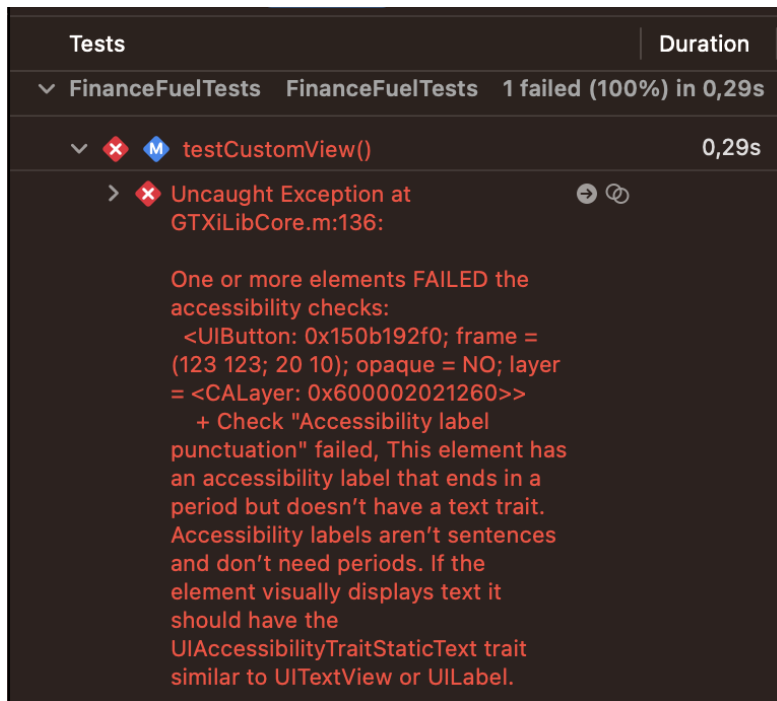 Tests Duration
FinanceFuelTests FinanceFuelTests 1 failed (100%) in 0,29s
M testCustomView() 0,29s
Uncaught Exception at
GTXiLibCore.m:136:
One or more elements FAILED the
accessibility checks:
<UIButton: 0x150b192f0; frame =
(123 123; 20 10); opaque = NO; layer
= <CALayer: 0x600002021260>>
+ Check "Accessibility label
punctuation" failed, This element has
an accessibility label that ends in a
period but doesn’t have a text trait.
Accessibility labels aren’t sentences
and don’t need periods. If the
element visually displays text it
should have the
UIAccessibilityTraitStaticText trait
similar to UITextView or UILabel.